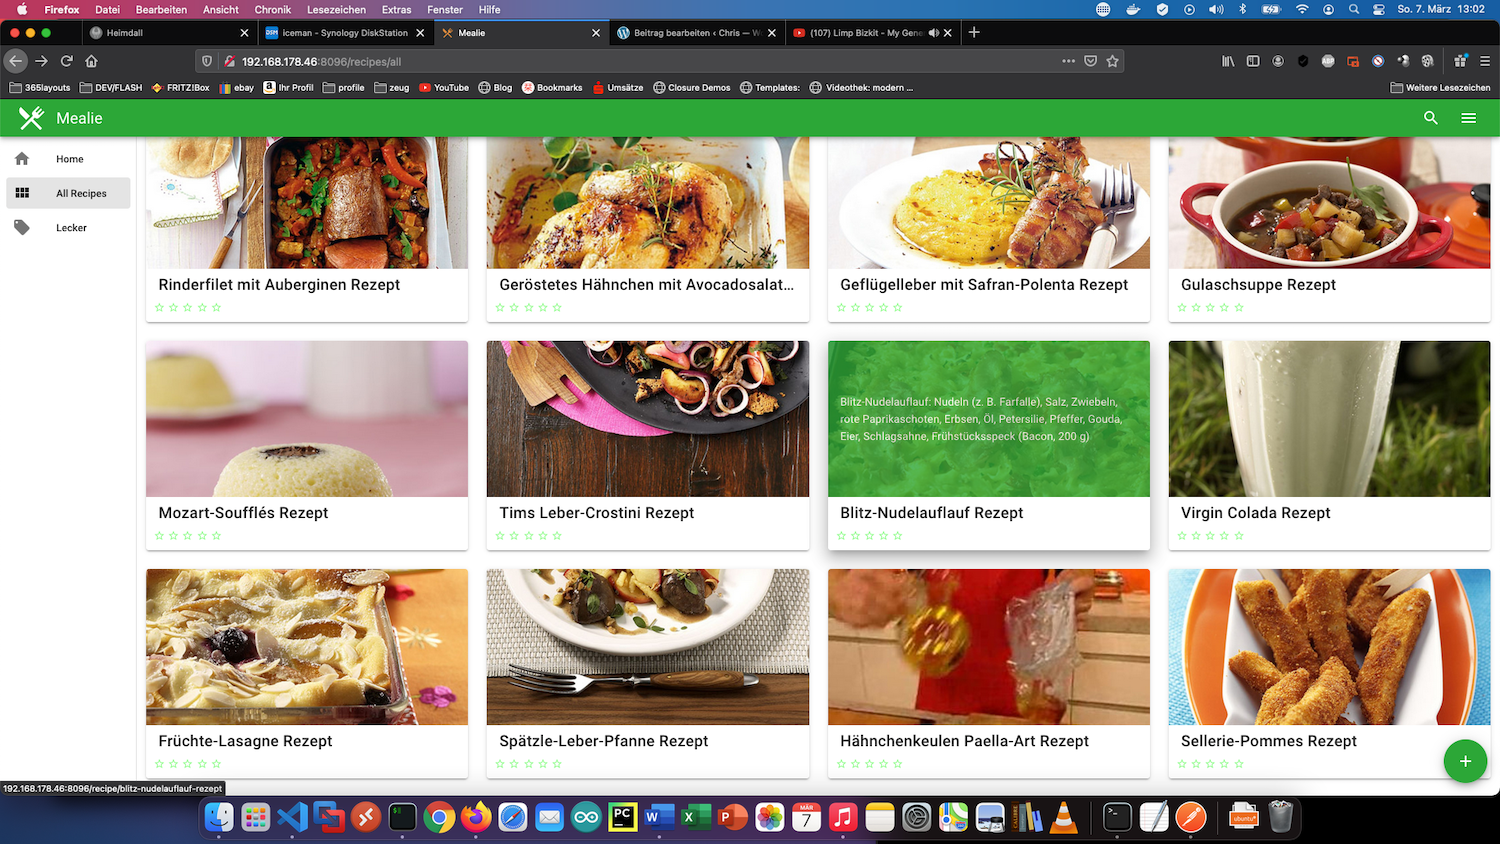 Firefox Datei Bearbeiten Ansicht Chronik Lesezeichen Extras Fenster Hilfe So. 7. März 13:02
Heimdall iceman - Synology DiskStation Mealie Beitrag bearbeiten ‹ Chris — W (107) Limp Bizkit - My Gene
192.168.178.46:8096/recipes/all
365layouts DEV/FLASH FRITZ!Box ebay Ihr Profil profile zeug YouTube Blog Bookmarks Umsätze Closure Demos Templates: Videothek: modern ... Weitere Lesezeichen
Mealie
Home
All Recipes
Lecker
Rinderfilet mit Auberginen Rezept
Geröstetes Hähnchen mit Avocadosalat...
Geflügelleber mit Safran-Polenta Rezept
Gulaschsuppe Rezept
Blitz-Nudelauflauf: Nudeln (z. B. Farfalle), Salz, Zwiebeln,
rote Paprikaschoten, Erbsen, Öl, Petersilie, Pfeffer, Gouda,
Eier, Schlagsahne, Frühstücksspeck (Bacon, 200 g)
Mozart-Soufflés Rezept
Tims Leber-Crostini Rezept
Blitz-Nudelauflauf Rezept
Virgin Colada Rezept
Früchte-Lasagne Rezept
Spätzle-Leber-Pfanne Rezept
Hähnchenkeulen Paella-Art Rezept
Sellerie-Pommes Rezept
192.168.178.46:8096/recipe/blitz-nudelauflauf-rezept
MÄR
7